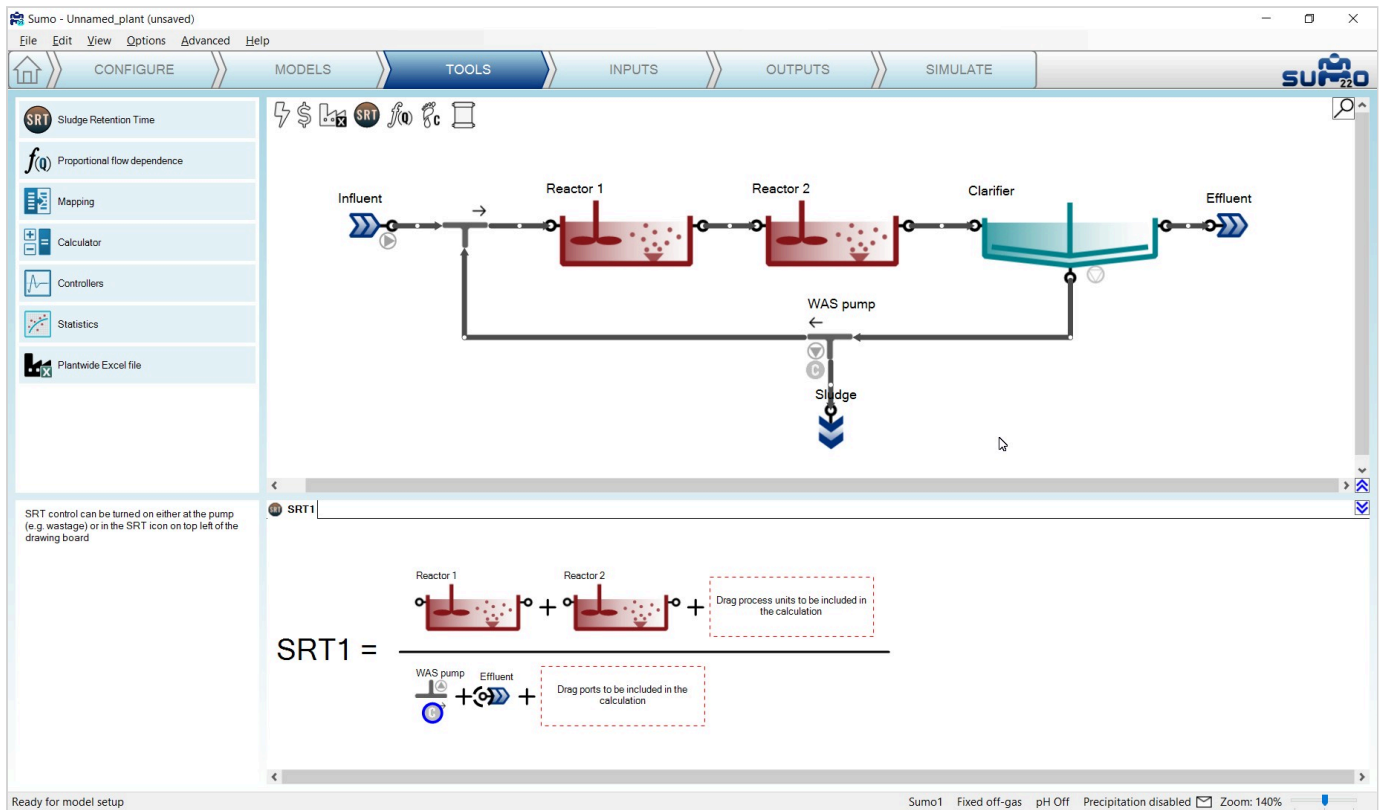 Sumo - Unnamed_plant (unsaved)
File Edit View Options Advanced Help
CONFIGURE MODELS TOOLS INPUTS OUTPUTS SIMULATE
SUMO 22
SRT Sludge Retention Time
f(Q) Proportional flow dependence
Mapping
Calculator
Controllers
Statistics
X Plantwide Excel file
$ X SRT f(Q) C
Influent
Reactor 1
Reactor 2
Clarifier
Effluent
WAS pump
C
Sludge
SRT control can be turned on either at the pump
(e.g. wastage) or in the SRT icon on top left of the
drawing board
SRT SRT1
SRT1 =
Reactor 1
+
Reactor 2
+
Drag process units to be included in
the calculation
WAS pump
C
+
Effluent
+
Drag ports to be included in the
calculation
Ready for model setup
Sumo1 Fixed off-gas pH Off Precipitation disabled Zoom: 140%